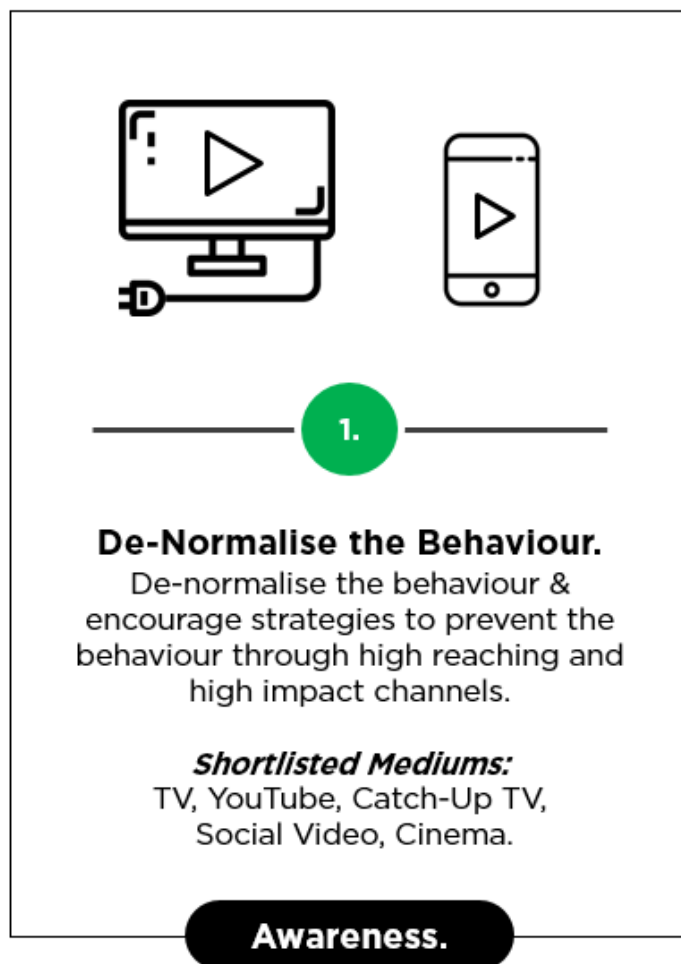 1.
De-Normalise the Behaviour.
De-normalise the behaviour &
encourage strategies to prevent the
behaviour through high reaching and
high impact channels.
Shortlisted Mediums:
TV, YouTube, Catch-Up TV,
Social Video, Cinema.
Awareness.